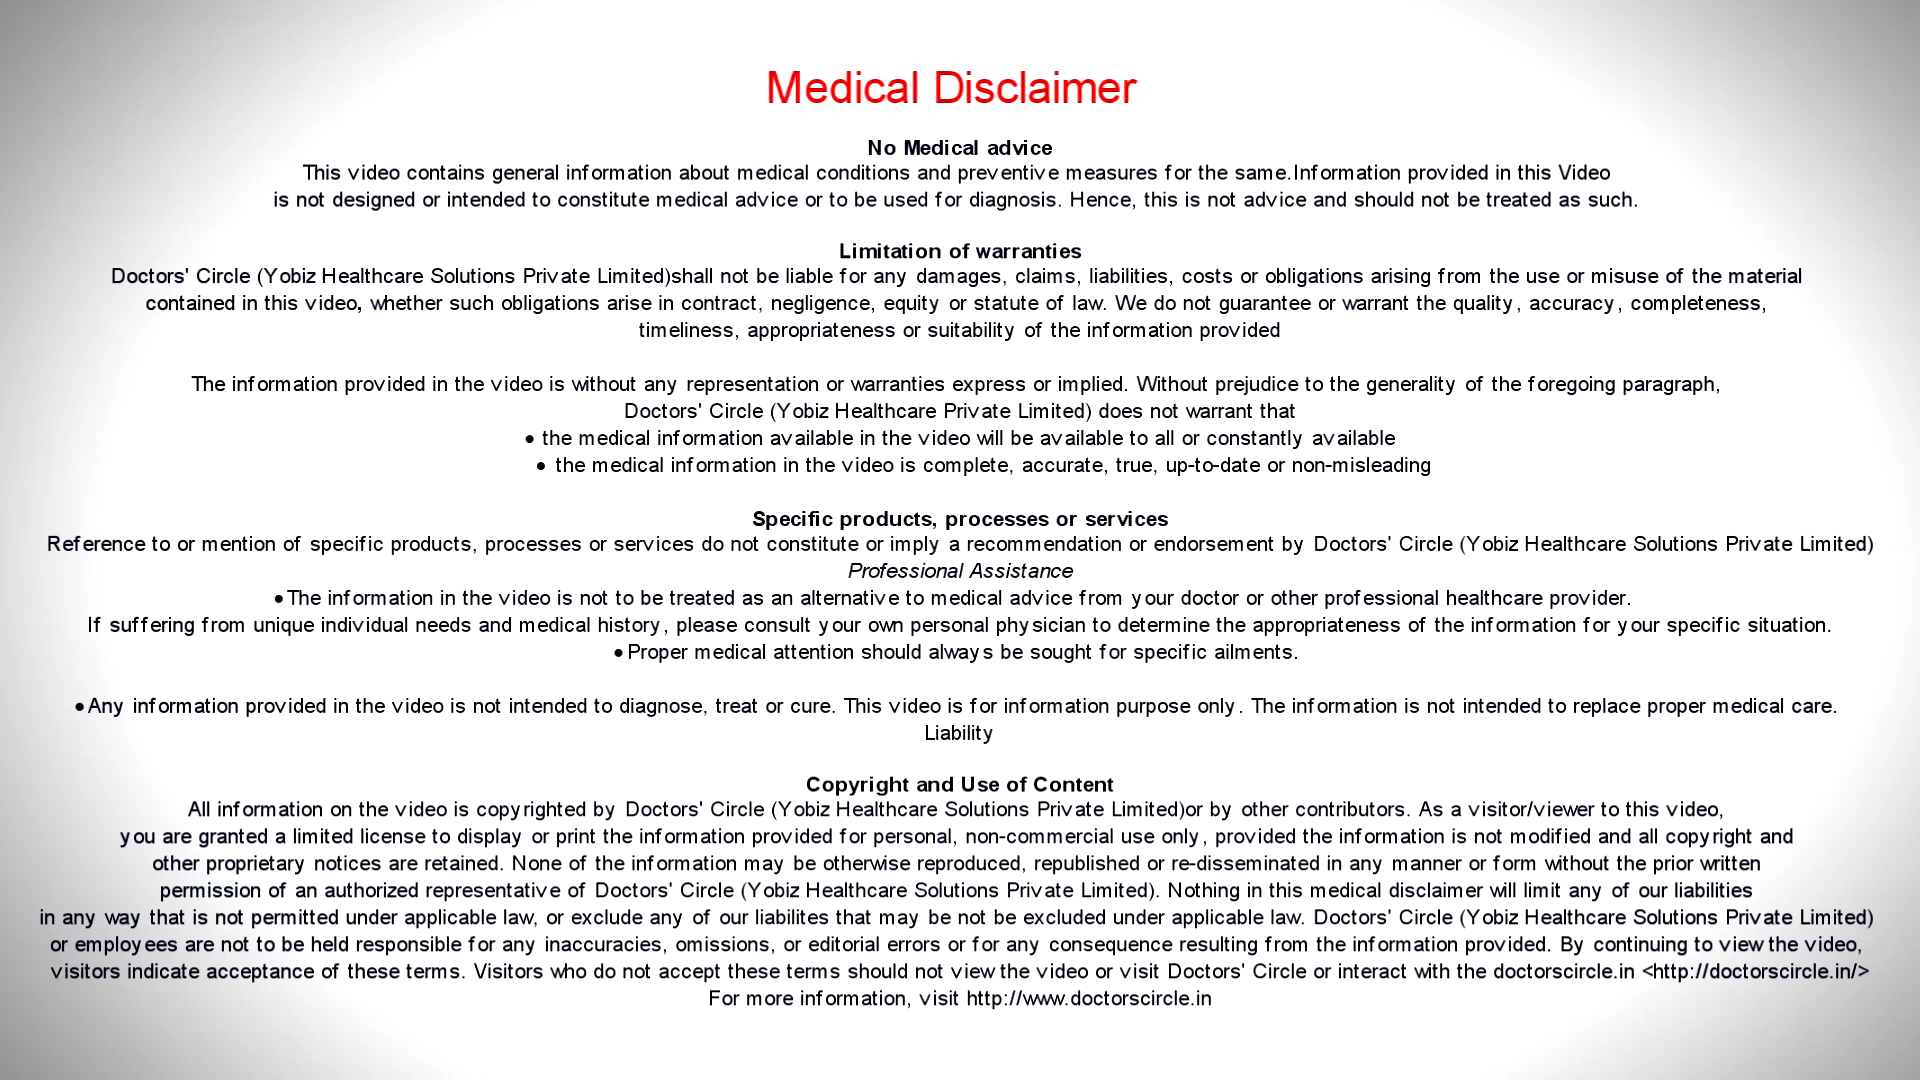 Medical Disclaimer
No Medical advice
This video contains general information about medical conditions and preventive measures for the same.Information provided in this Video
is not designed or intended to constitute medical advice or to be used for diagnosis. Hence, this is not advice and should not be treated as such.
Limitation of warranties
Doctors' Circle (Yobiz Healthcare Solutions Private Limited)shall not be liable for any damages, claims, liabilities, costs or obligations arising from the use or misuse of the material
contained in this video, whether such obligations arise in contract, negligence, equity or statute of law. We do not guarantee or warrant the quality, accuracy, completeness,
timeliness, appropriateness or suitability of the information provided
The information provided in the video is without any representation or warranties express or implied. Without prejudice to the generality of the foregoing paragraph,
Doctors' Circle (Yobiz Healthcare Private Limited) does not warrant that
• the medical information available in the video will be available to all or constantly available
• the medical information in the video is complete, accurate, true, up-to-date or non-misleading
Specific products, processes or services
Reference to or mention of specific products, processes or services do not constitute or imply a recommendation or endorsement by Doctors' Circle (Yobiz Healthcare Solutions Private Limited)
Professional Assistance
•The information in the video is not to be treated as an alternative to medical advice from your doctor or other professional healthcare provider.
If suffering from unique individual needs and medical history, please consult your own personal physician to determine the appropriateness of the information for your specific situation.
•Proper medical attention should always be sought for specific ailments.
•Any information provided in the video is not intended to diagnose, treat or cure. This video is for information purpose only. The information is not intended to replace proper medical care.
Liability
Copyright and Use of Content
All information on the video is copyrighted by Doctors' Circle (Yobiz Healthcare Solutions Private Limited)or by other contributors. As a visitor/viewer to this video,
you are granted a limited license to display or print the information provided for personal, non-commercial use only, provided the information is not modified and all copyright and
other proprietary notices are retained. None of the information may be otherwise reproduced, republished or re-disseminated in any manner or form without the prior written
permission of an authorized representative of Doctors' Circle (Yobiz Healthcare Solutions Private Limited). Nothing in this medical disclaimer will limit any of our liabilities
in any way that is not permitted under applicable law, or exclude any of our liabilites that may be not be excluded under applicable law. Doctors' Circle (Yobiz Healthcare Solutions Private Limited)
or employees are not to be held responsible for any inaccuracies, omissions, or editorial errors or for any consequence resulting from the information provided. By continuing to view the video,
visitors indicate acceptance of these terms. Visitors who do not accept these terms should not view the video or visit Doctors' Circle or interact with the doctorscircle.in <http://doctorscircle.in/>
For more information, visit http://www.doctorscircle.in